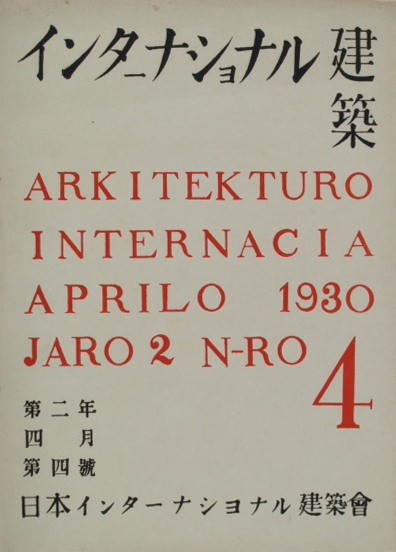 インターナショナル建築
ARKITEKTURO
INTERNACIA
APRILO 1930
JARO 2 N-RO 4
第二年
四月
第四號
日本インターナショナル建築會